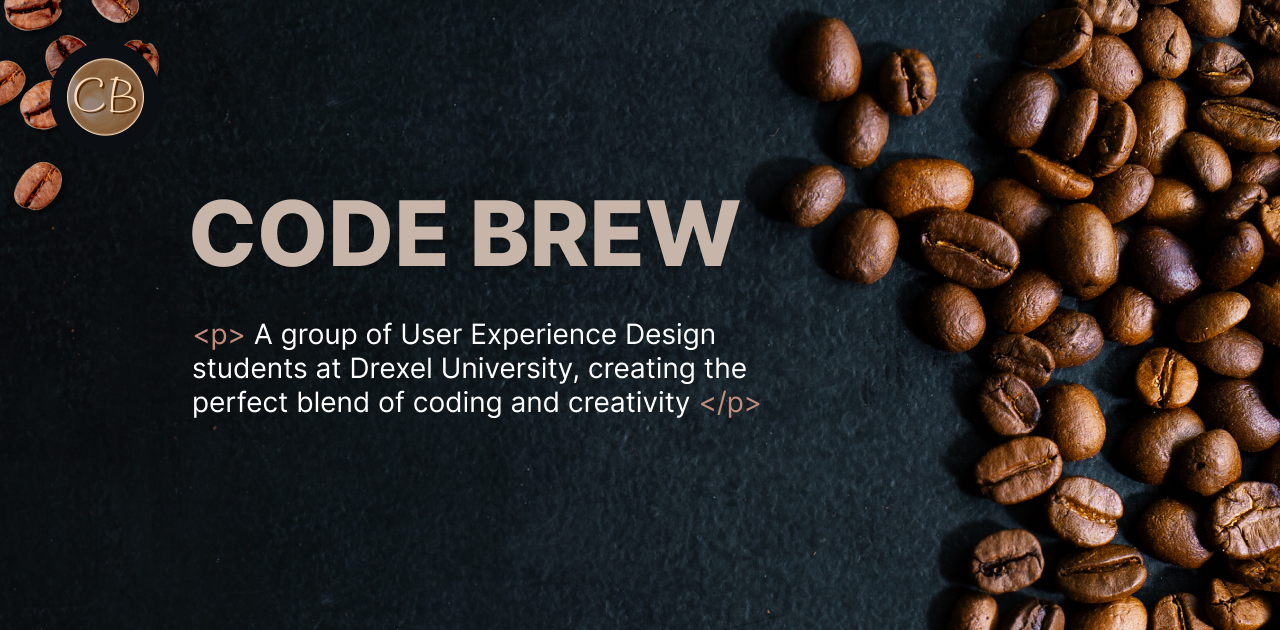 CB
CODE BREW
<p> A group of User Experience Design
students at Drexel University, creating the
perfect blend of coding and creativity </p>